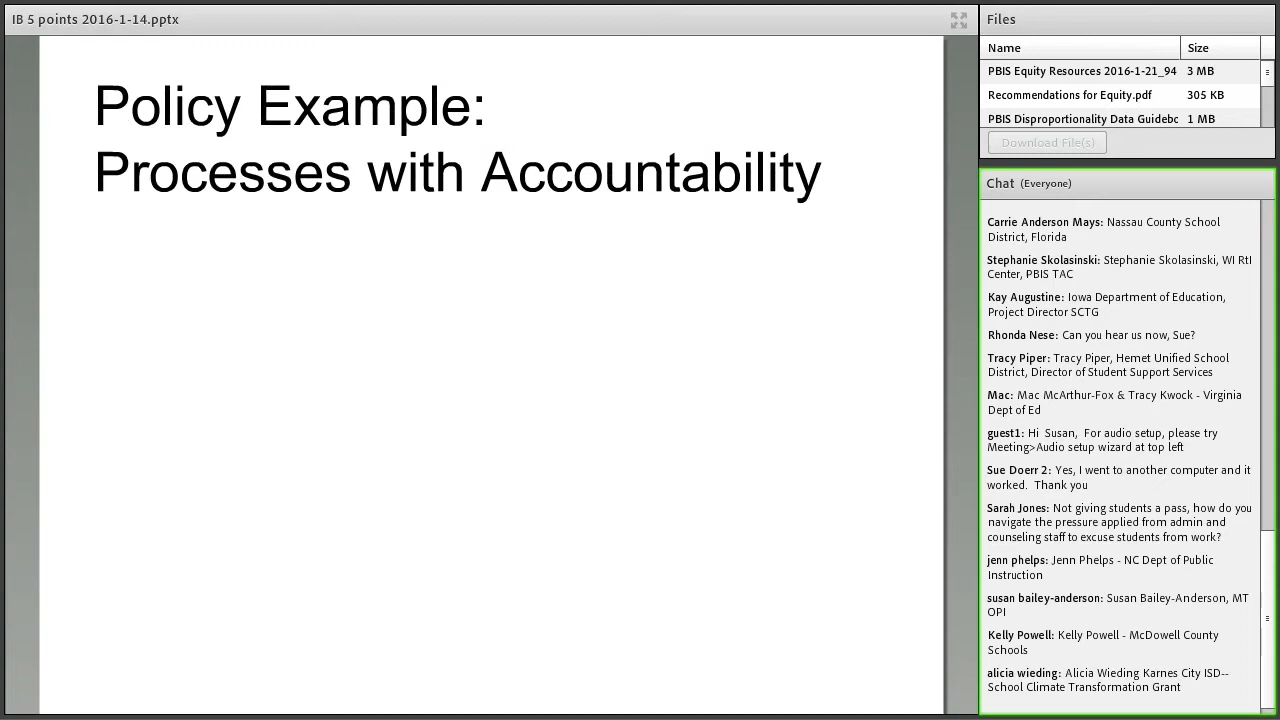 IB 5 points 2016-1-14.pptx
Policy Example:
Processes with Accountability
Files
Name Size
PBIS Equity Resources 2016-1-21_94 3 MB
Recommendations for Equity.pdf 305 KB
PBIS Disproportionality Data Guidebc 1 MB
Download File(s)
Chat (Everyone)
Carrie Anderson Mays: Nassau County School
District, Florida
Stephanie Skolasinski: Stephanie Skolasinski, WI RtI
Center, PBIS TAC
Kay Augustine: Iowa Department of Education,
Project Director SCTG
Rhonda Nese: Can you hear us now, Sue?
Tracy Piper: Tracy Piper, Hemet Unified School
District, Director of Student Support Services
Mac: Mac McArthur-Fox & Tracy Kwock - Virginia
Dept of Ed
guest1: Hi Susan, For audio setup, please try
Meeting>Audio setup wizard at top left
Sue Doerr 2: Yes, I went to another computer and it
worked. Thank you
Sarah Jones: Not giving students a pass, how do you
navigate the pressure applied from admin and
counseling staff to excuse students from work?
jenn phelps: Jenn Phelps - NC Dept of Public
Instruction
susan bailey-anderson: Susan Bailey-Anderson, MT
OPI
Kelly Powell: Kelly Powell - McDowell County
Schools
alicia wieding: Alicia Wieding Karnes City ISD--
School Climate Transformation Grant